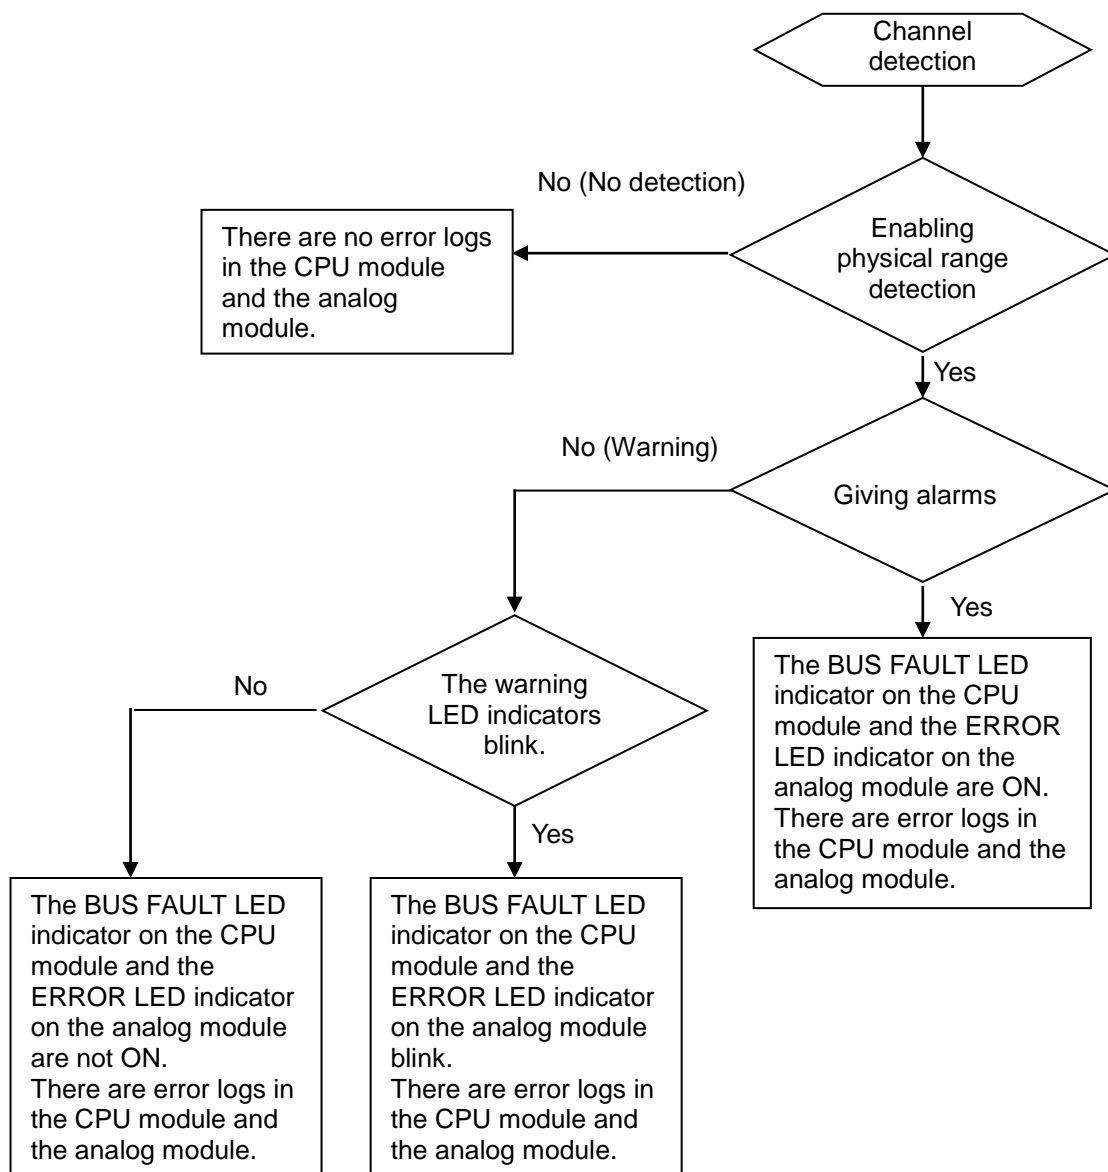 Channel
detection
No (No detection)
There are no error logs
in the CPU module
and the analog
module.
Enabling
physical range
detection
Yes
No (Warning)
Giving alarms
Yes
The BUS FAULT LED
indicator on the CPU
module and the ERROR
LED indicator on the
analog module are ON.
There are error logs in
the CPU module and the
analog module.
No
The warning
LED indicators
blink.
Yes
The BUS FAULT LED
indicator on the CPU
module and the
ERROR LED indicator
on the analog module
are not ON.
There are error logs in
the CPU module and
the analog module.
The BUS FAULT LED
indicator on the CPU
module and the
ERROR LED indicator
on the analog module
blink.
There are error logs in
the CPU module and
the analog module.